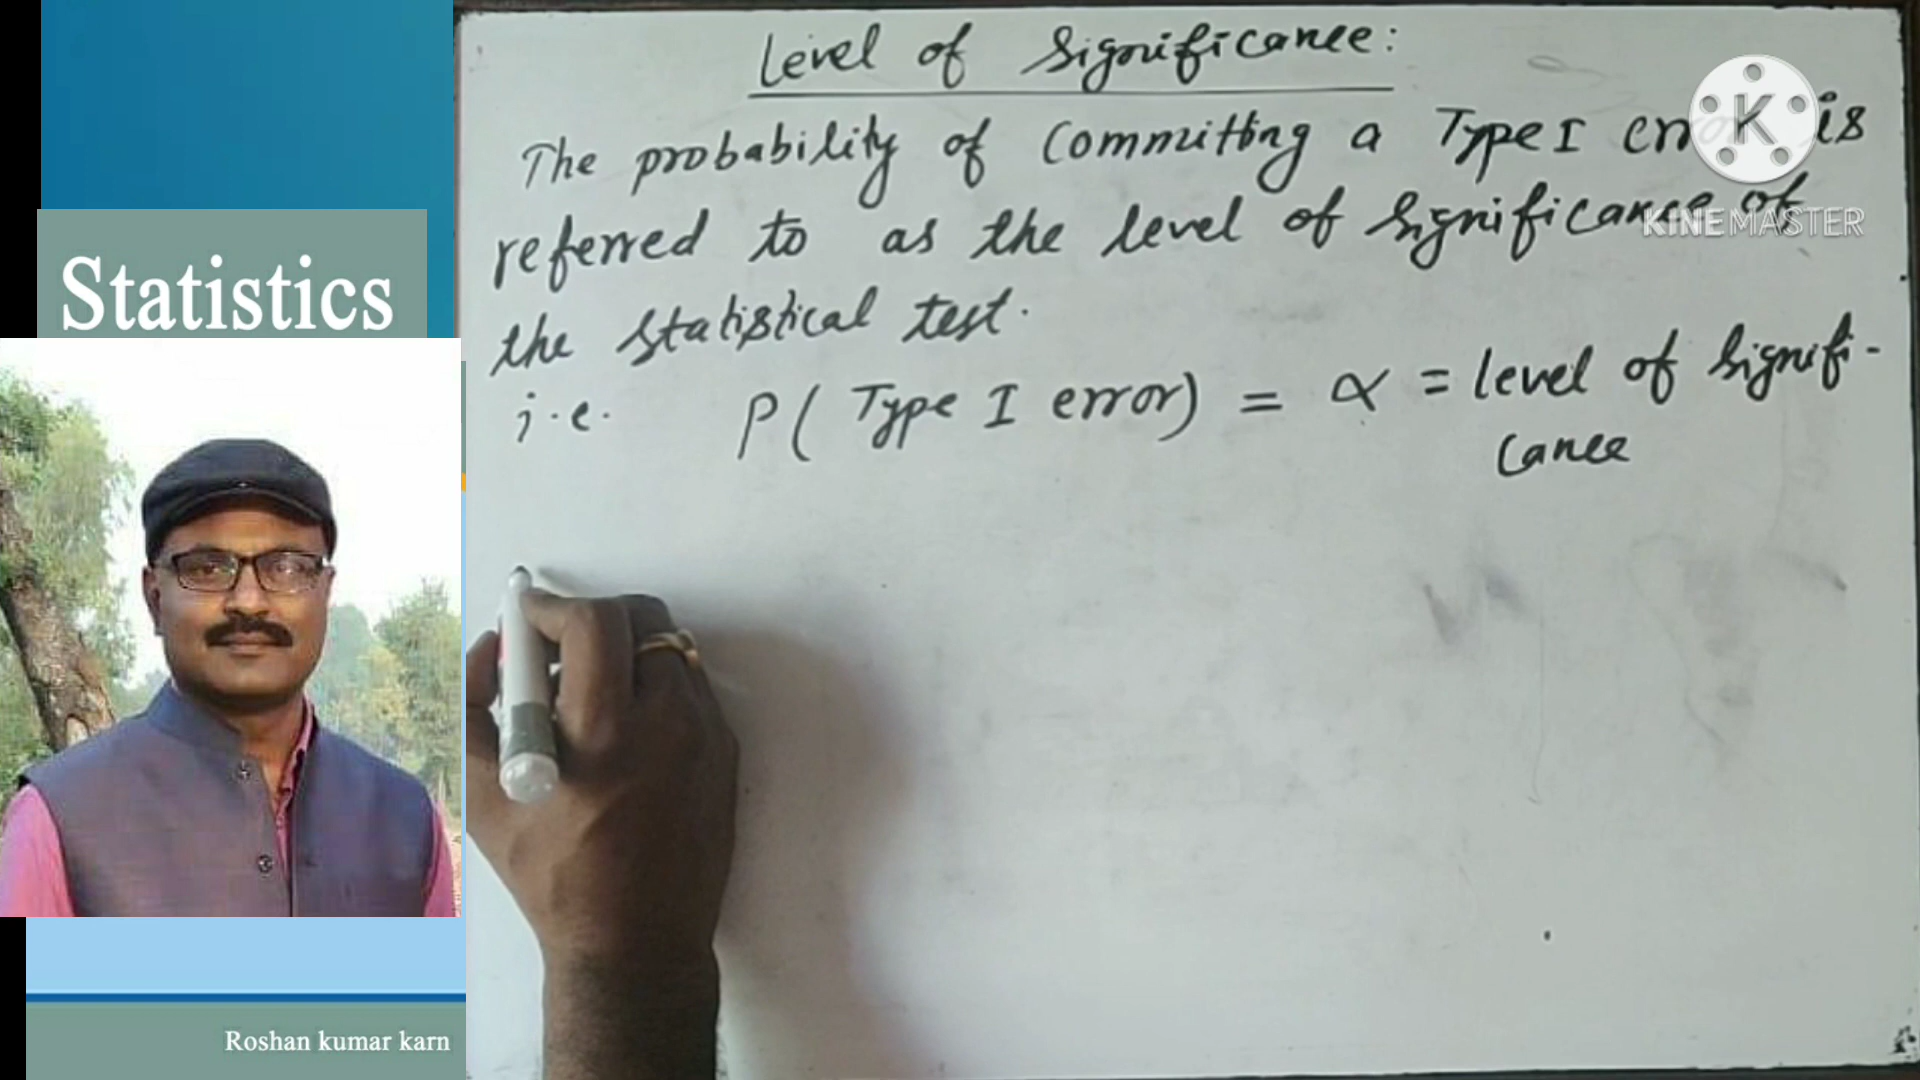 Level of Significance:
The probability of committing a Type I error is
referred to as the level of significance of
the statistical test.
i.e. P( Type I error) = α = level of signifi-
cance
K
KINEMASTER
Statistics
Roshan kumar karn